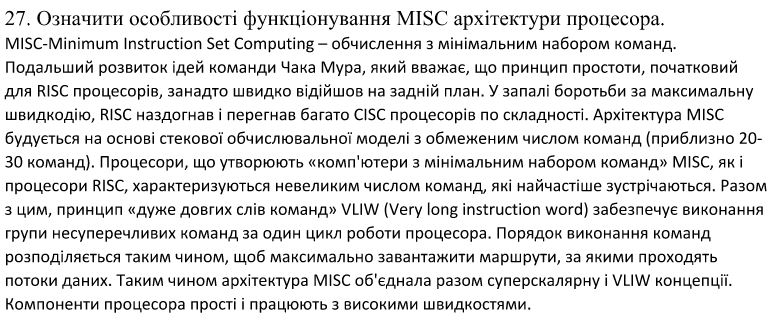 27. Означити особливості функціонування MISC архітектури процесора.
MISC-Minimum Instruction Set Computing – обчислення з мінімальним набором команд.
Подальший розвиток ідей команди Чака Мура, який вважає, що принцип простоти, початковий
для RISC процесорів, занадто швидко відійшов на задній план. У запалі боротьби за максимальну
швидкодію, RISC наздогнав і перегнав багато CISC процесорів по складності. Архітектура MISC
будується на основі стекової обчислювальної моделі з обмеженим числом команд (приблизно 20-
30 команд). Процесори, що утворюють «комп'ютери з мінімальним набором команд» MISC, як і
процесори RISC, характеризуються невеликим числом команд, які найчастіше зустрічаються. Разом
з цим, принцип «дуже довгих слів команд» VLIW (Very long instruction word) забезпечує виконання
групи несуперечливих команд за один цикл роботи процесора. Порядок виконання команд
розподіляється таким чином, щоб максимально завантажити маршрути, за якими проходять
потоки даних. Таким чином архітектура MISC об'єднала разом суперскалярну і VLIW концепції.
Компоненти процесора прості і працюють з високими швидкостями.